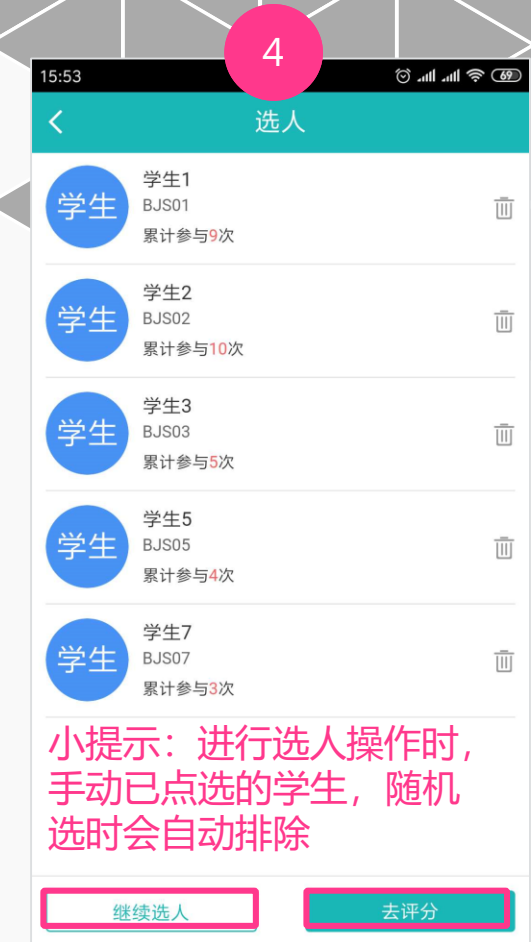 4
15:53
69
选人
学生
学生1
BJS01
累计参与9次
学生
学生2
BJS02
累计参与10次
学生
学生3
BJS03
累计参与5次
学生
学生5
BJS05
累计参与4次
学生
学生7
BJS07
累计参与3次
小提示：进行选人操作时，
手动已点选的学生，随机
选时会自动排除
继续选人
去评分